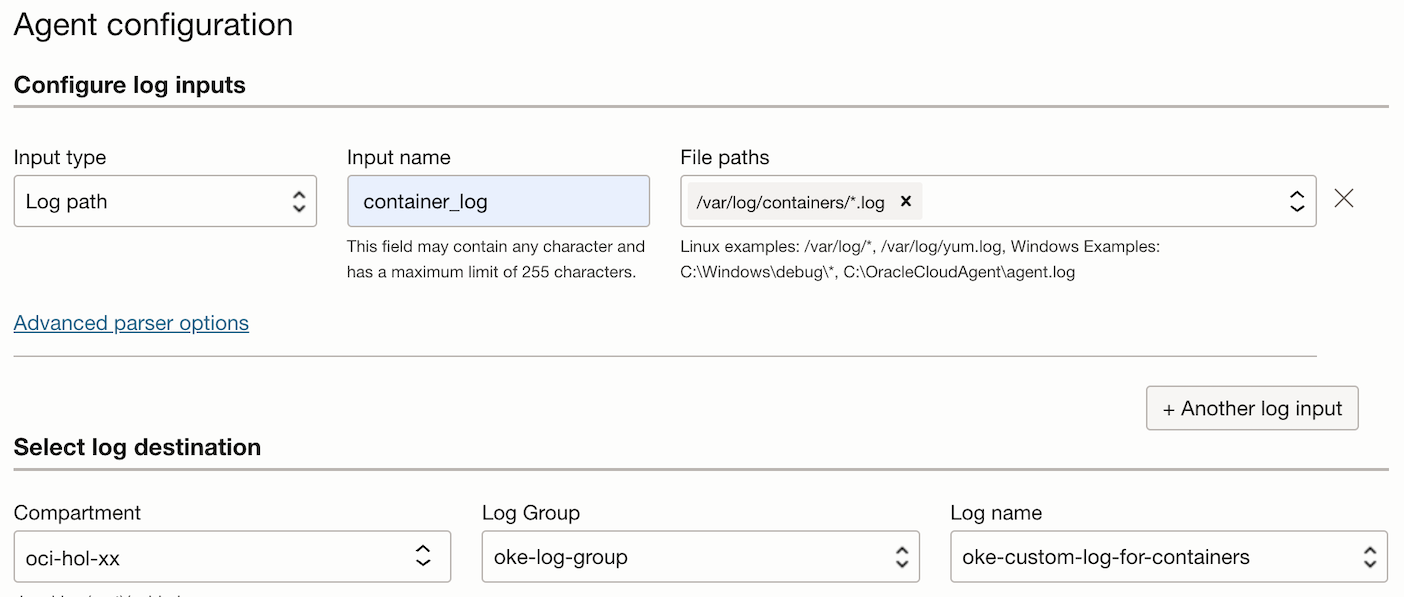 Agent configuration
Configure log inputs
Input type
Input name
File paths
Log path
container_log
/var/log/containers/*.log ×
This field may contain any character and
has a maximum limit of 255 characters.
Linux examples: /var/log/*, /var/log/yum.log, Windows Examples:
C:\Windows\debug\*, C:\OracleCloudAgent\agent.log
Advanced parser options
+ Another log input
Select log destination
Compartment
Log Group
Log name
oci-hol-xx
oke-log-group
oke-custom-log-for-containers